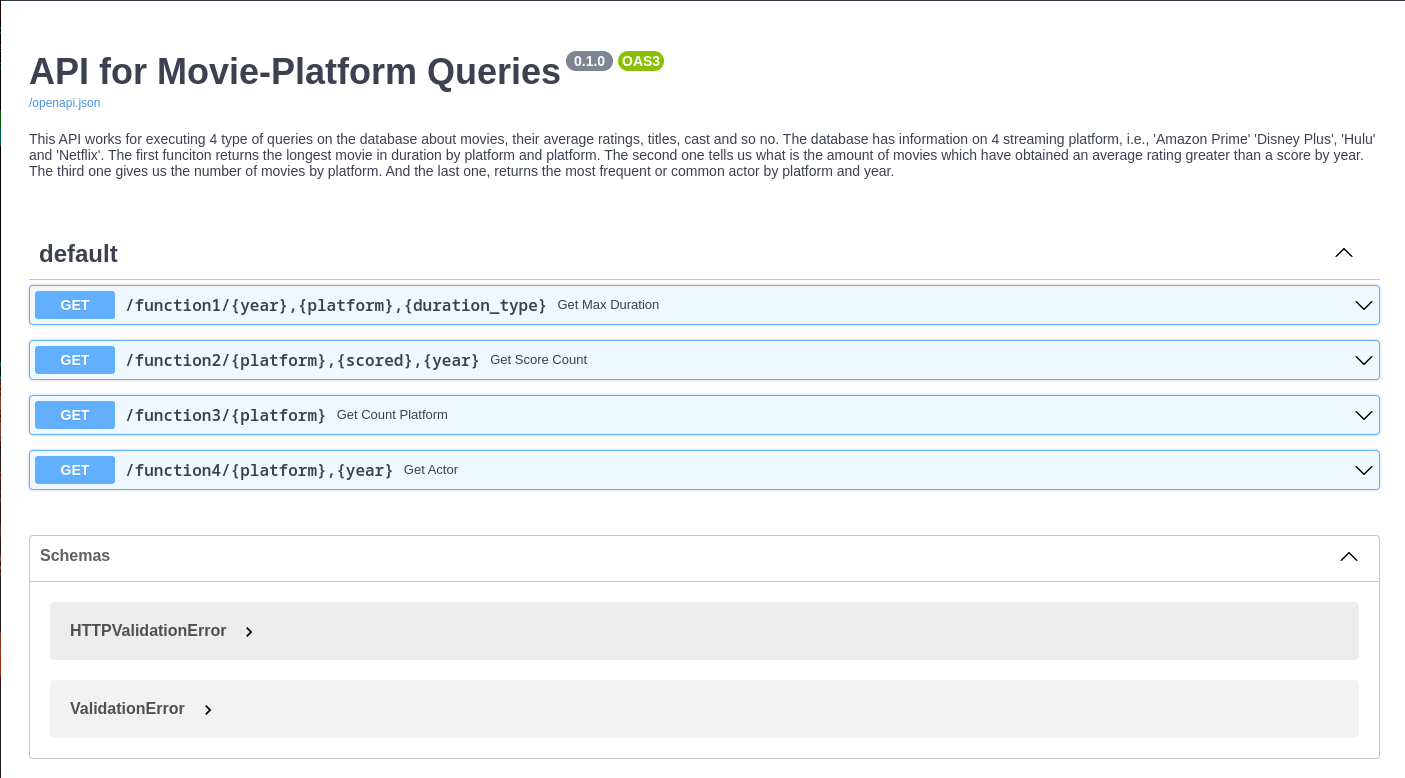 API for Movie-Platform Queries 0.1.0 OAS3
/openapi.json
This API works for executing 4 type of queries on the database about movies, their average ratings, titles, cast and so no. The database has information on 4 streaming platform, i.e., 'Amazon Prime' 'Disney Plus', 'Hulu'
and 'Netflix'. The first funciton returns the longest movie in duration by platform and platform. The second one tells us what is the amount of movies which have obtained an average rating greater than a score by year.
The third one gives us the number of movies by platform. And the last one, returns the most frequent or common actor by platform and year.
default
GET /function1/{year},{platform},{duration_type} Get Max Duration
GET /function2/{platform},{scored},{year} Get Score Count
GET /function3/{platform} Get Count Platform
GET /function4/{platform},{year} Get Actor
Schemas
HTTPValidationError
ValidationError